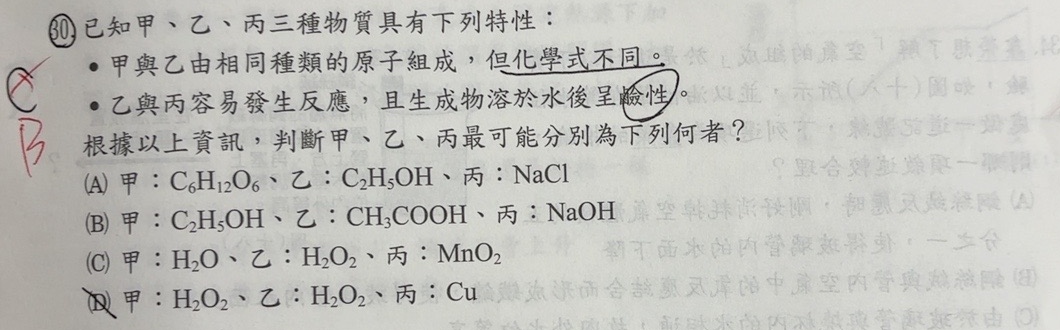 30. 已知甲、乙、丙三種物質具有下列特性：
• 甲與乙由相同種類的原子組成，但化學式不同。
• 乙與丙容易發生反應，且生成物溶於水後呈鹼性。
根據以上資訊，判斷甲、乙、丙最可能分別為下列何者？
(A) 甲：C₆H₁₂O₆、乙：C₂H₅OH、丙：NaCl
(B) 甲：C₂H₅OH、乙：CH₃COOH、丙：NaOH
(C) 甲：H₂O、乙：H₂O₂、丙：MnO₂
(D) 甲：H₂O₂、乙：H₂O₂、丙：Cu
C
B